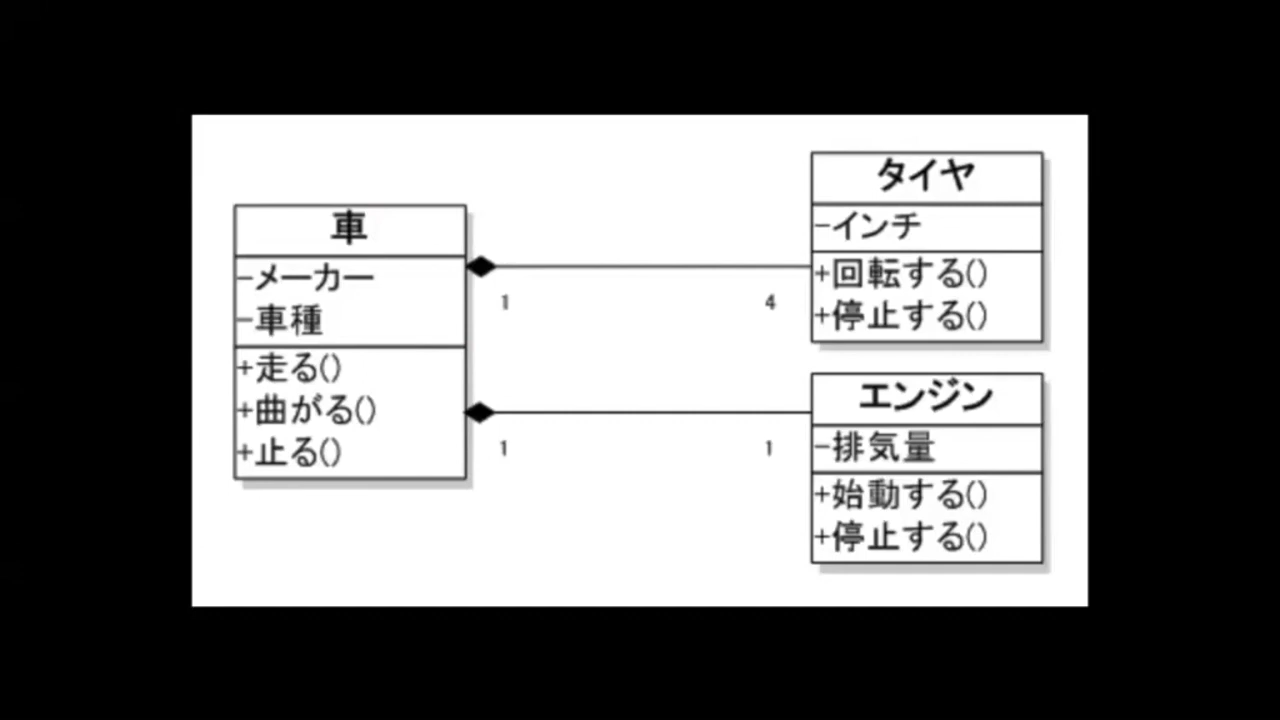 車
-メーカー
-車種
+走る()
+曲がる()
+止る()
1
4
1
1
タイヤ
-インチ
+回転する()
+停止する()
エンジン
-排気量
+始動する()
+停止する()